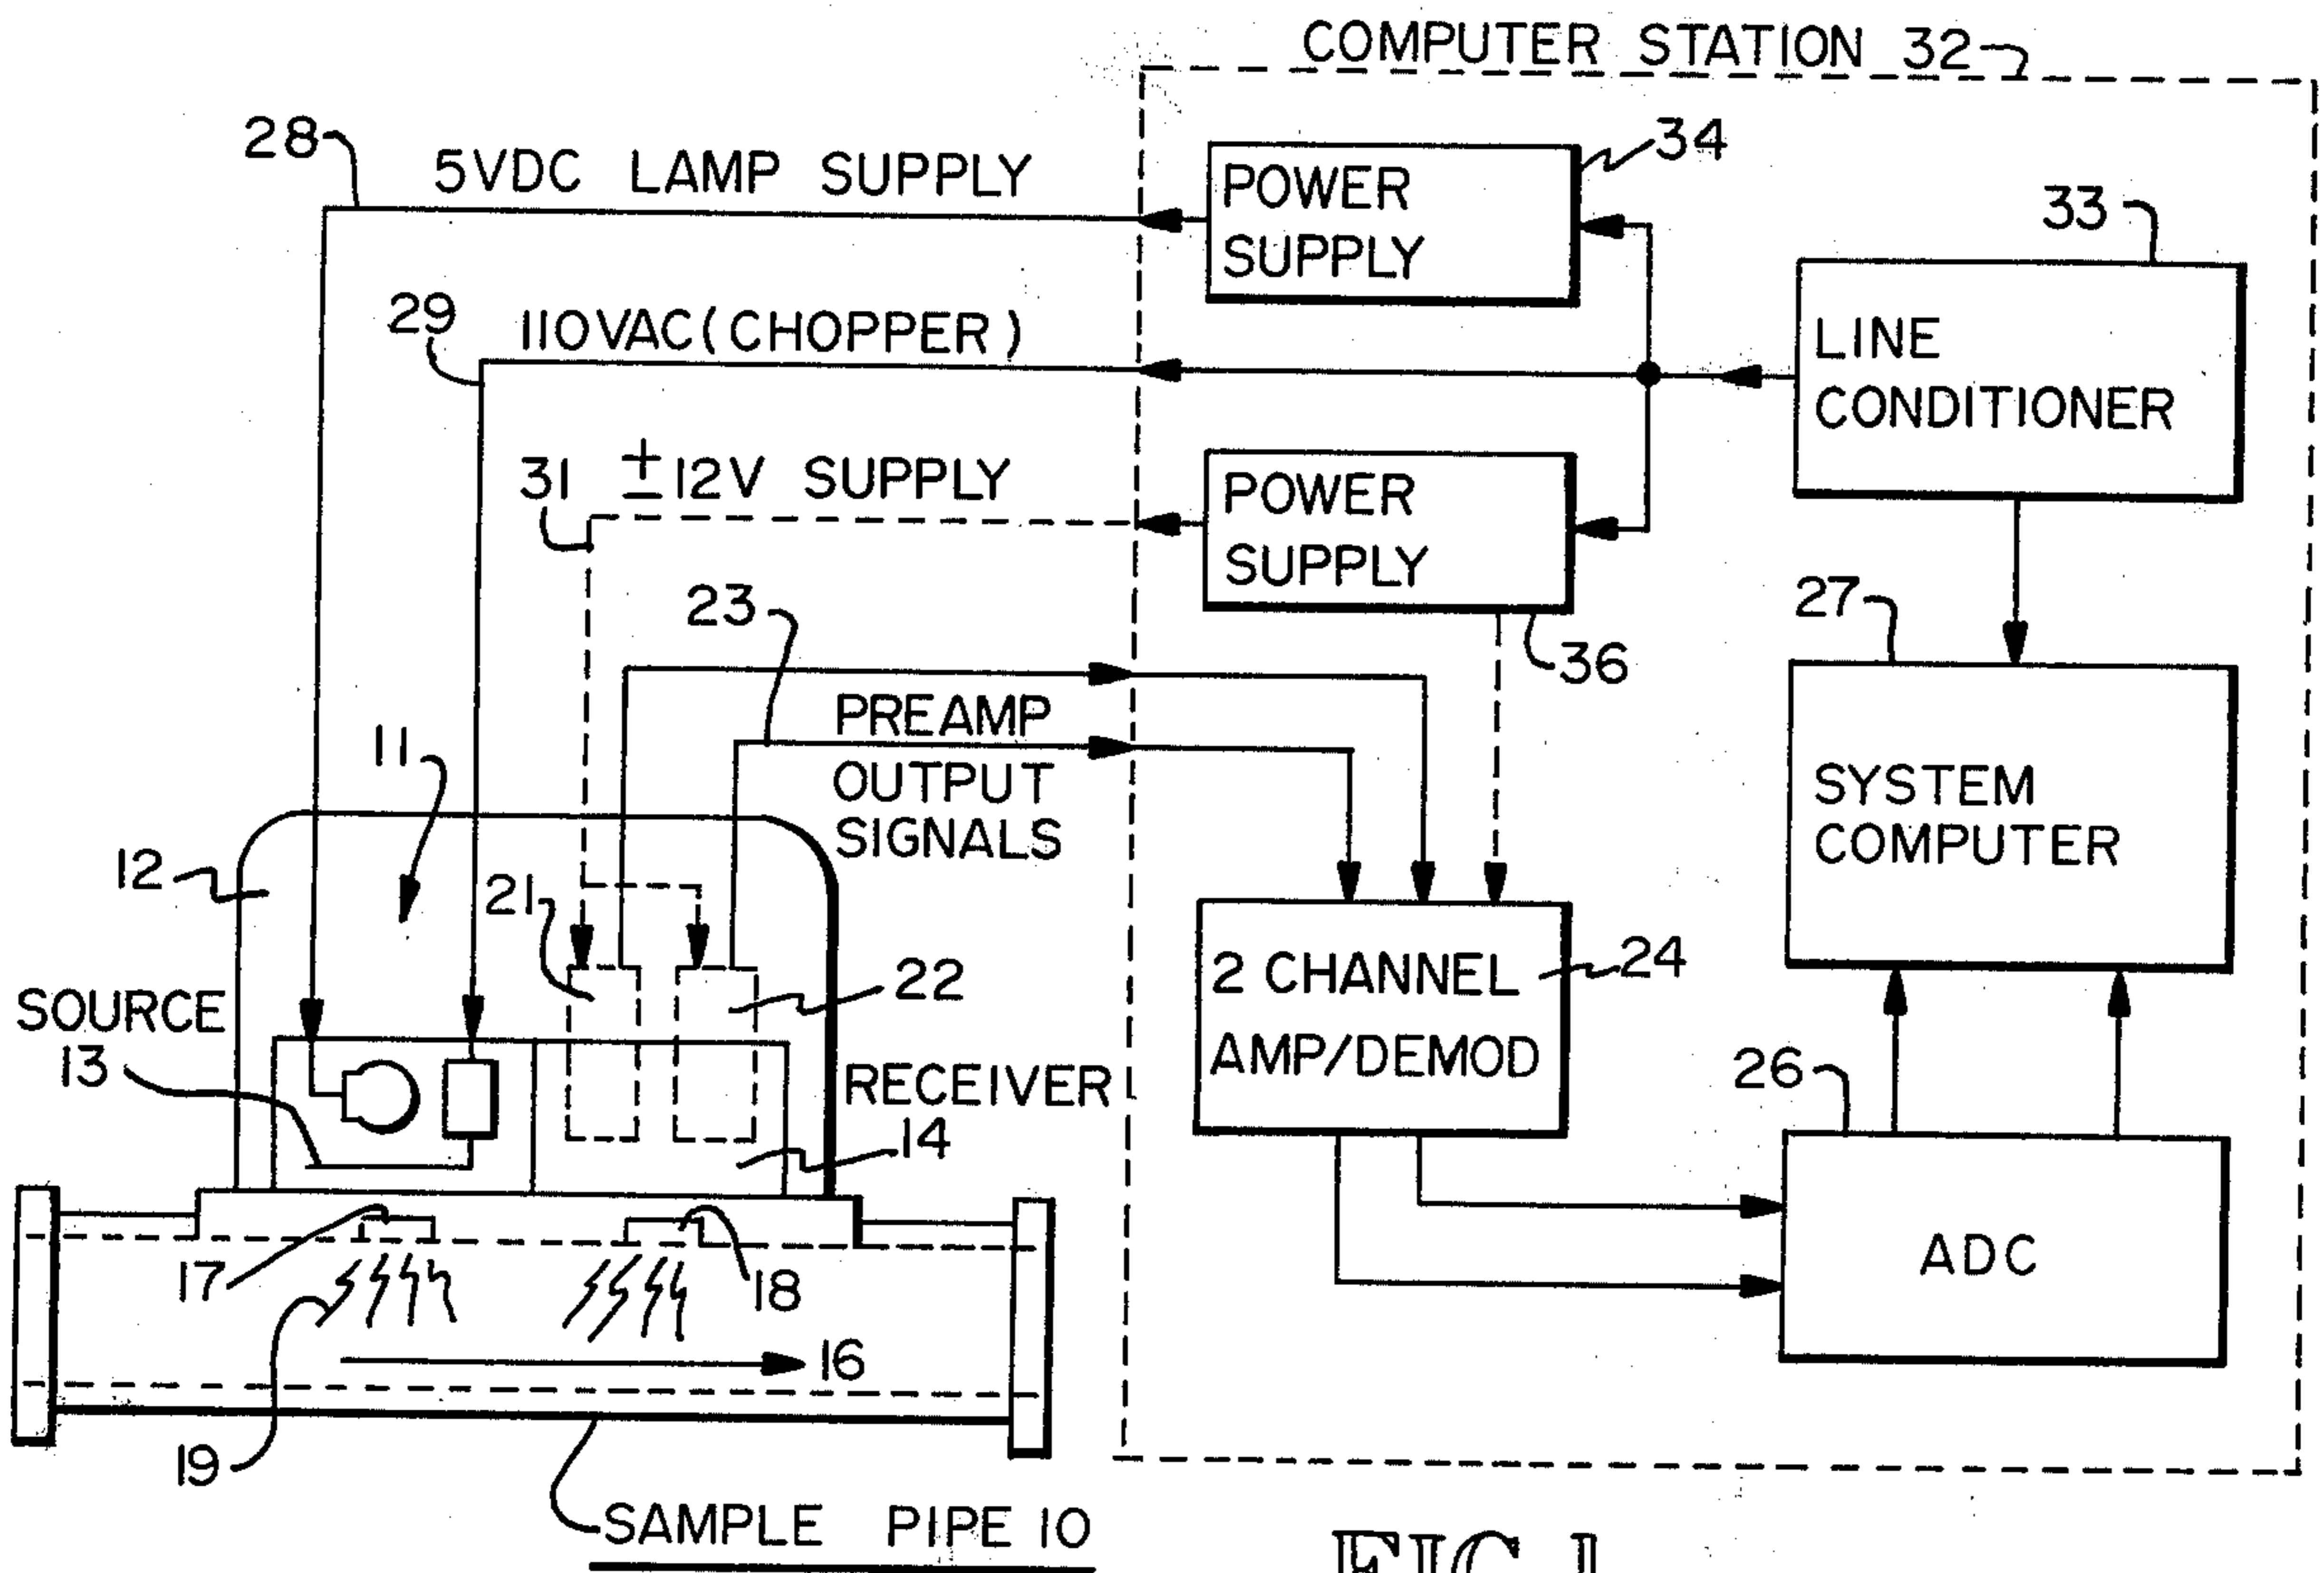 COMPUTER STATION 32
28
5VDC LAMP SUPPLY
POWER
SUPPLY
34
33
29
110VAC (CHOPPER)
LINE
CONDITIONER
31
±12V SUPPLY
POWER
SUPPLY
36
23
27
PREAMP
OUTPUT
SIGNALS
11
12
21
22
SYSTEM
COMPUTER
2 CHANNEL
AMP/DEMOD
24
SOURCE
13
RECEIVER
14
26
ADC
17
18
19
16
SAMPLE PIPE 10
FIG. 1